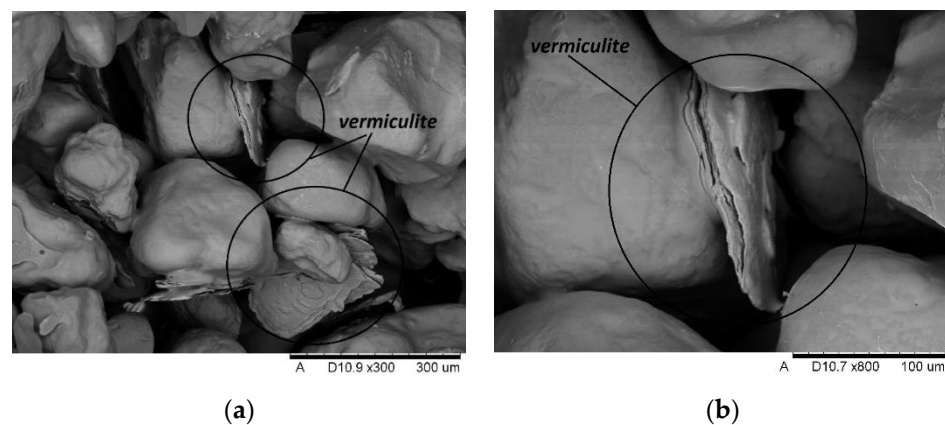 vermiculite
vermiculite
A D10.9 x300 300 um
A D10.7 x800 100 um
(a)
(b)